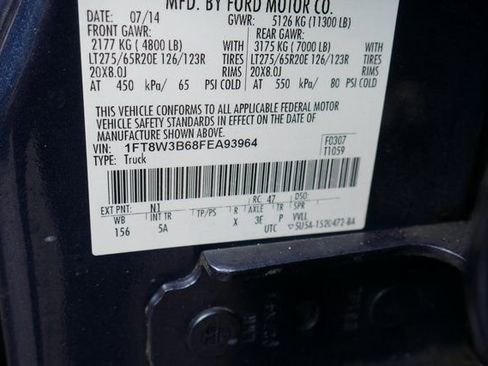 MFD. BY FORD MOTOR CO.
DATE: 07/14 GVWR: 5126 KG (11300 LB)
FRONT GAWR: REAR GAWR:
2177 KG (4800 LB) 3175 KG (7000 LB)
LT275/65R20E 126/123R TIRES LT275/65R20E 126/123R TIRES
20X8.0J RIMS 20X8.0J RIMS
AT 450 kPa/ 65 PSI COLD AT 550 kPa/ 80 PSI COLD
THIS VEHICLE CONFORMS TO ALL APPLICABLE FEDERAL MOTOR
VEHICLE SAFETY STANDARDS IN EFFECT ON THE DATE OF
MANUFACTURE SHOWN ABOVE.
VIN: 1FT8W3B68FEA93964 F0307
TYPE: Truck T1059
EXT PNT: N1 RC: 47 DSO:
WB INT TR TP/PS R AXLE TR SPR
156 5A X 3E P VVLL
UTC